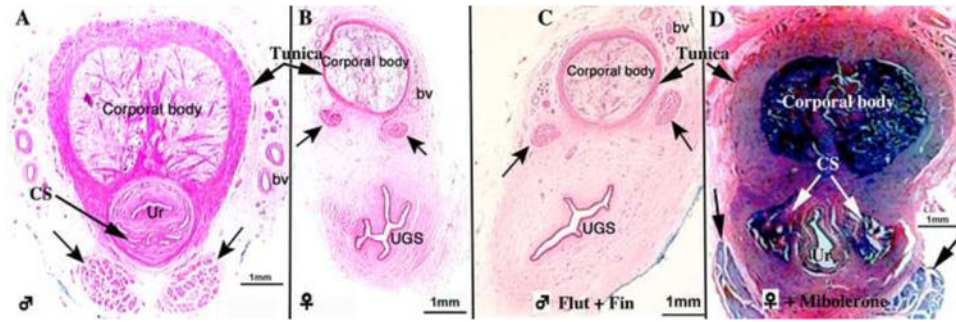 A
Tunica
Corporal body
CS
Ur
bv
1mm
♂
B
Corporal body
bv
UGS
1mm
♀
C
bv
Tunica
Corporal body
UGS
♂ Flut + Fin
1mm
D
Corporal body
CS
Ur
1mm
♀ + Mibolerone